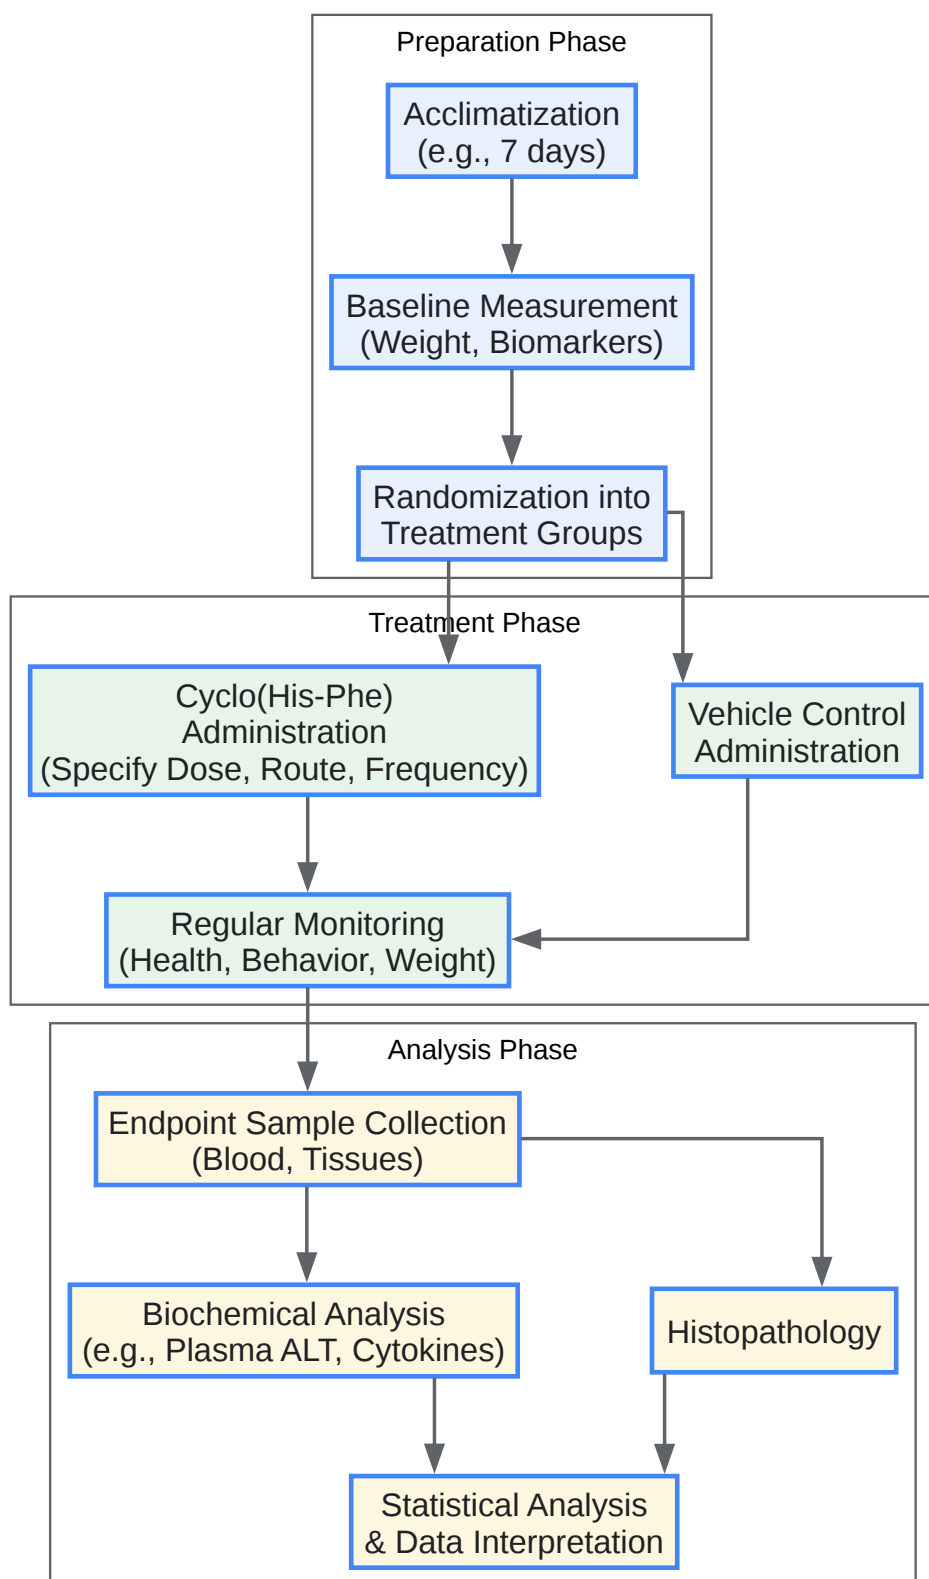 Preparation Phase
Acclimatization
(e.g., 7 days)
Baseline Measurement
(Weight, Biomarkers)
Randomization into
Treatment Groups
Treatment Phase
Cyclo(His-Phe)
Administration
(Specify Dose, Route, Frequency)
Vehicle Control
Administration
Regular Monitoring
(Health, Behavior, Weight)
Analysis Phase
Endpoint Sample Collection
(Blood, Tissues)
Biochemical Analysis
(e.g., Plasma ALT, Cytokines)
Histopathology
Statistical Analysis
& Data Interpretation